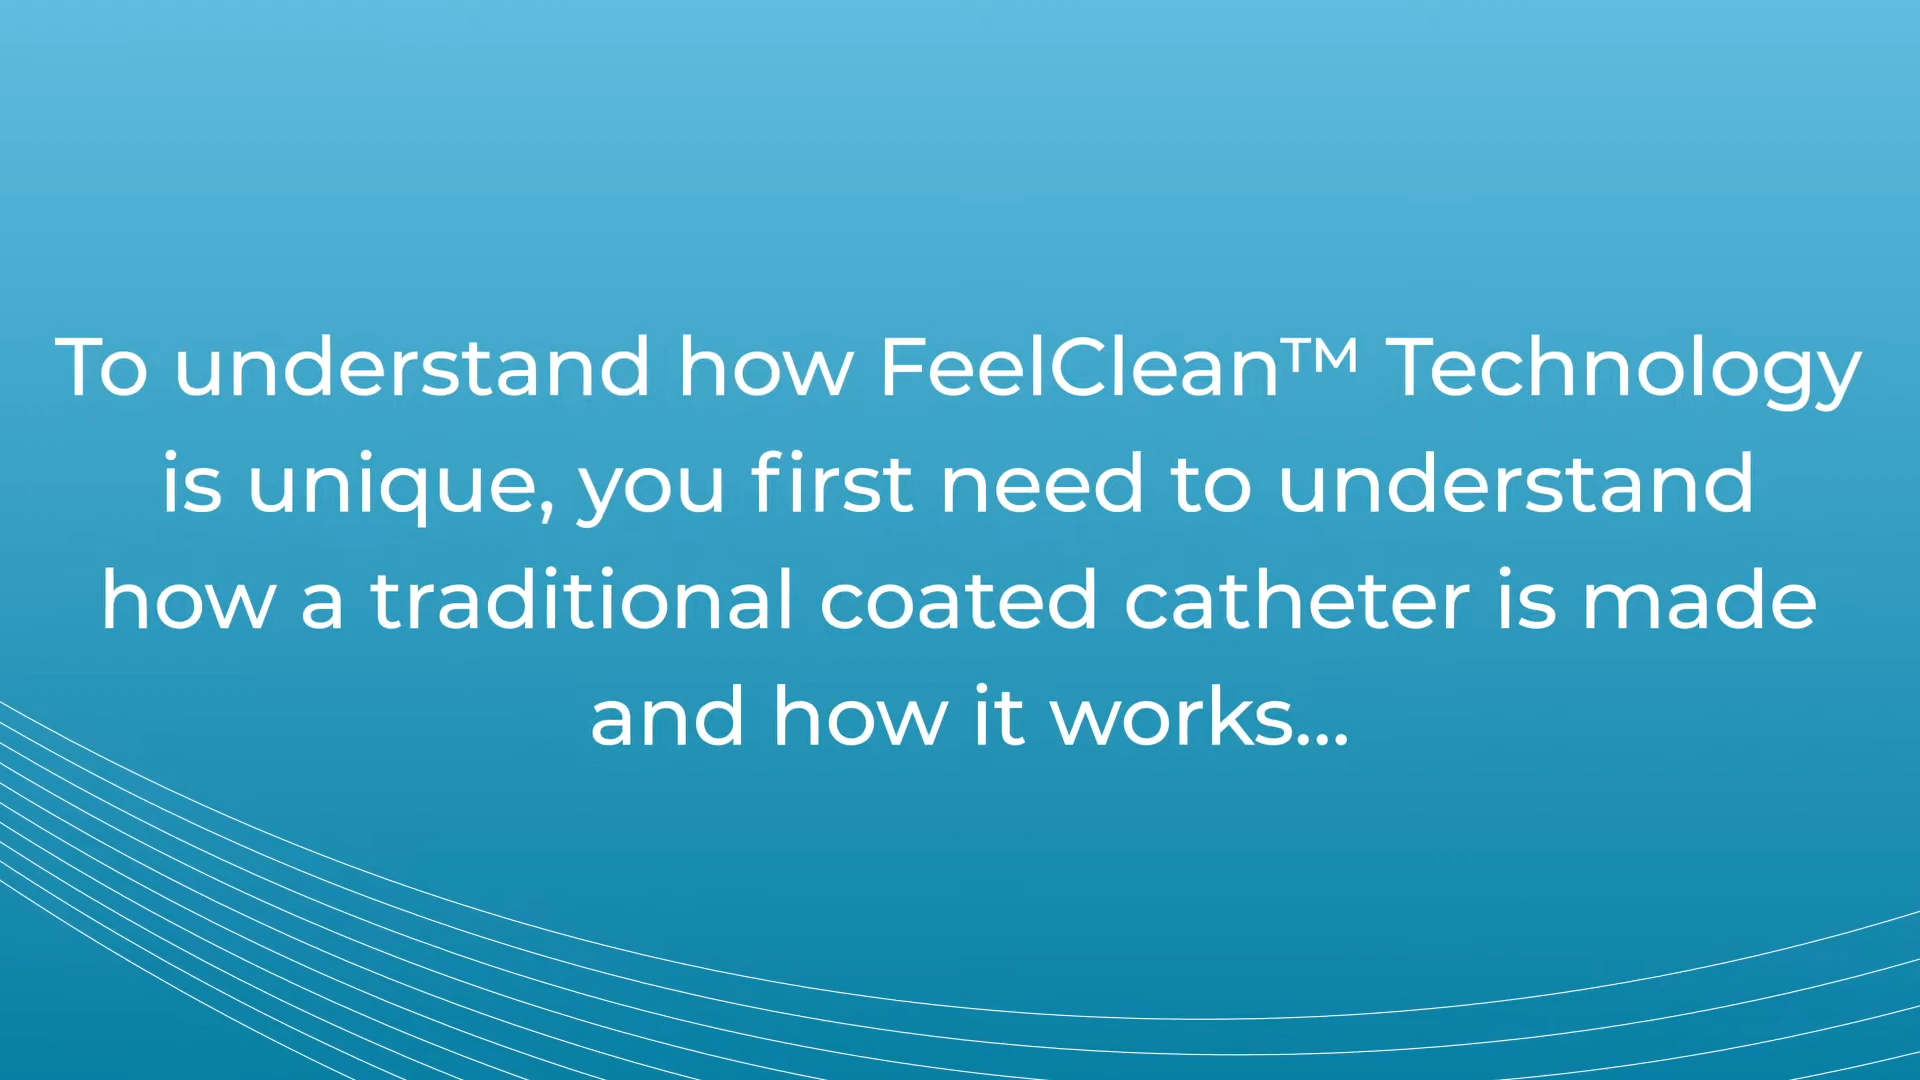 To understand how FeelClean™ Technology
is unique, you first need to understand
how a traditional coated catheter is made
and how it works...